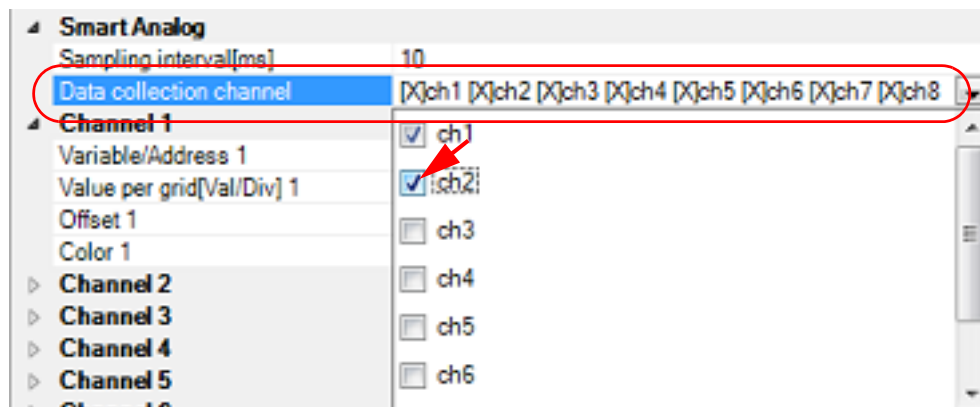 Smart Analog
Sampling interval[ms] 10
Data collection channel [X]ch1 [X]ch2 [X]ch3 [X]ch4 [X]ch5 [X]ch6 [X]ch7 [X]ch8
Channel 1
ch1
Variable/Address 1
Value per grid[Val/Div] 1
ch2
Offset 1
ch3
Color 1
Channel 2
ch4
Channel 3
ch5
Channel 4
Channel 5
ch6